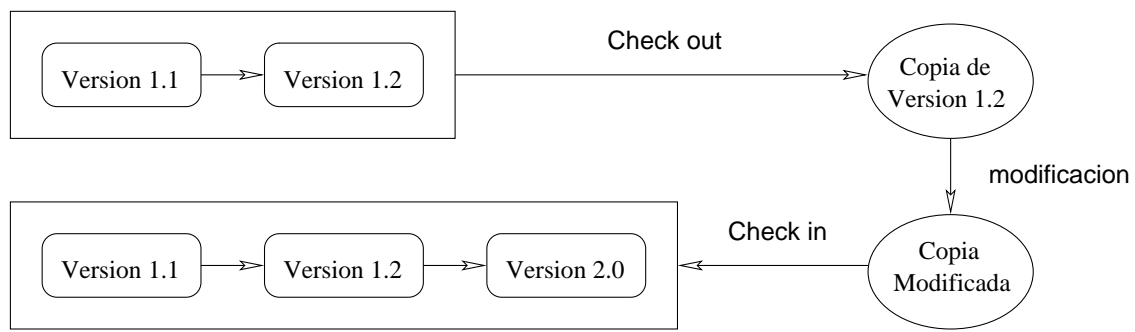 Check out
Version 1.1
Version 1.2
Copia de
Version 1.2
modificacion
Check in
Version 1.1
Version 1.2
Version 2.0
Copia
Modificada